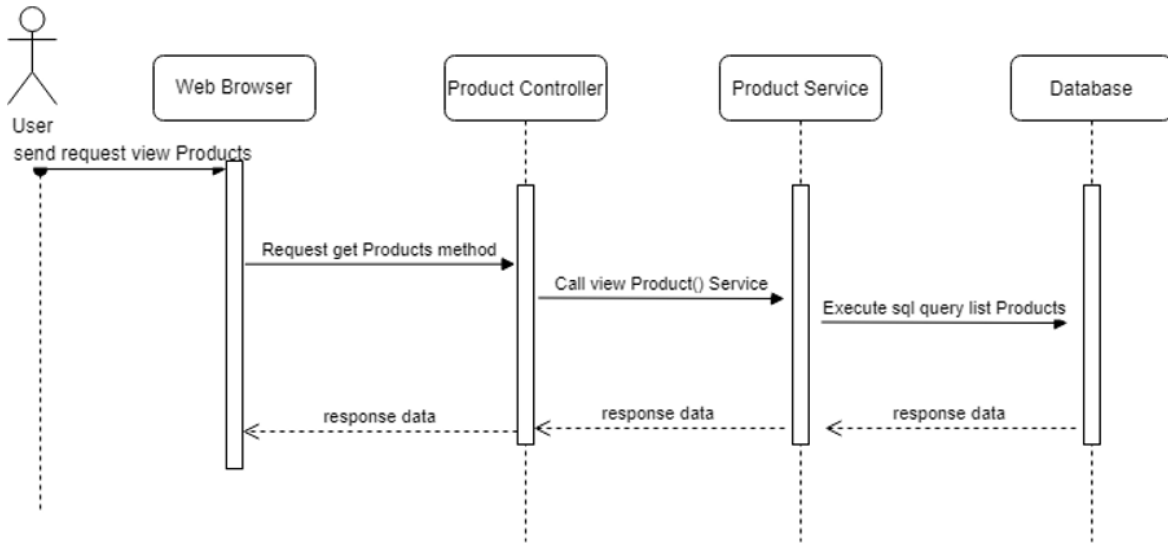 Web Browser
Product Controller
Product Service
Database
User
send request view Products
Request get Products method
Call view Product() Service
Execute sql query list Products
response data
response data
response data